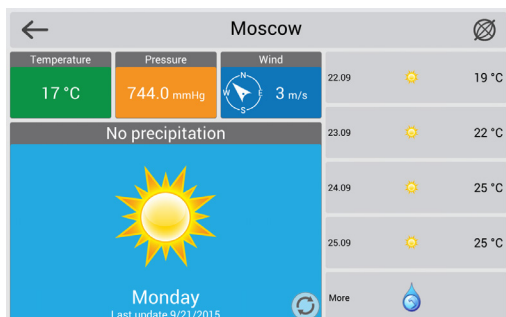 Moscow
Temperature
17 °C
Pressure
744.0 mmHg
Wind
N
W E
S
3 m/s
No precipitation
Monday
Last update 9/21/2015
22.09 19 °C
23.09 22 °C
24.09 25 °C
25.09 25 °C
More